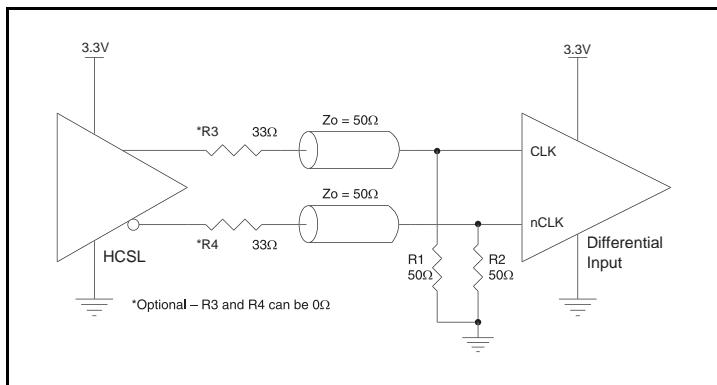 3.3V
3.3V
*R3
33Ω
Zo = 50Ω
CLK
Zo = 50Ω
nCLK
HCSL
*R4
33Ω
R1
50Ω
R2
50Ω
Differential
Input
*Optional – R3 and R4 can be 0Ω